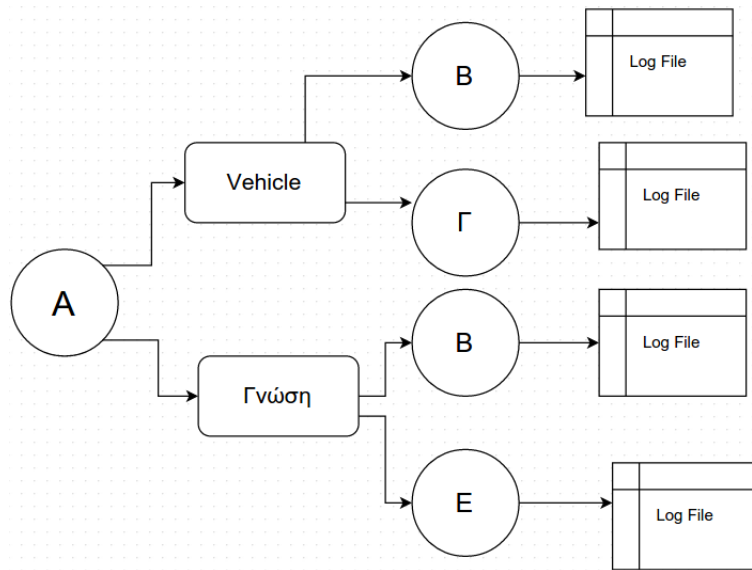 B
Log File
Vehicle
Log File
Γ
A
B
Log File
Γνώση
E
Log File